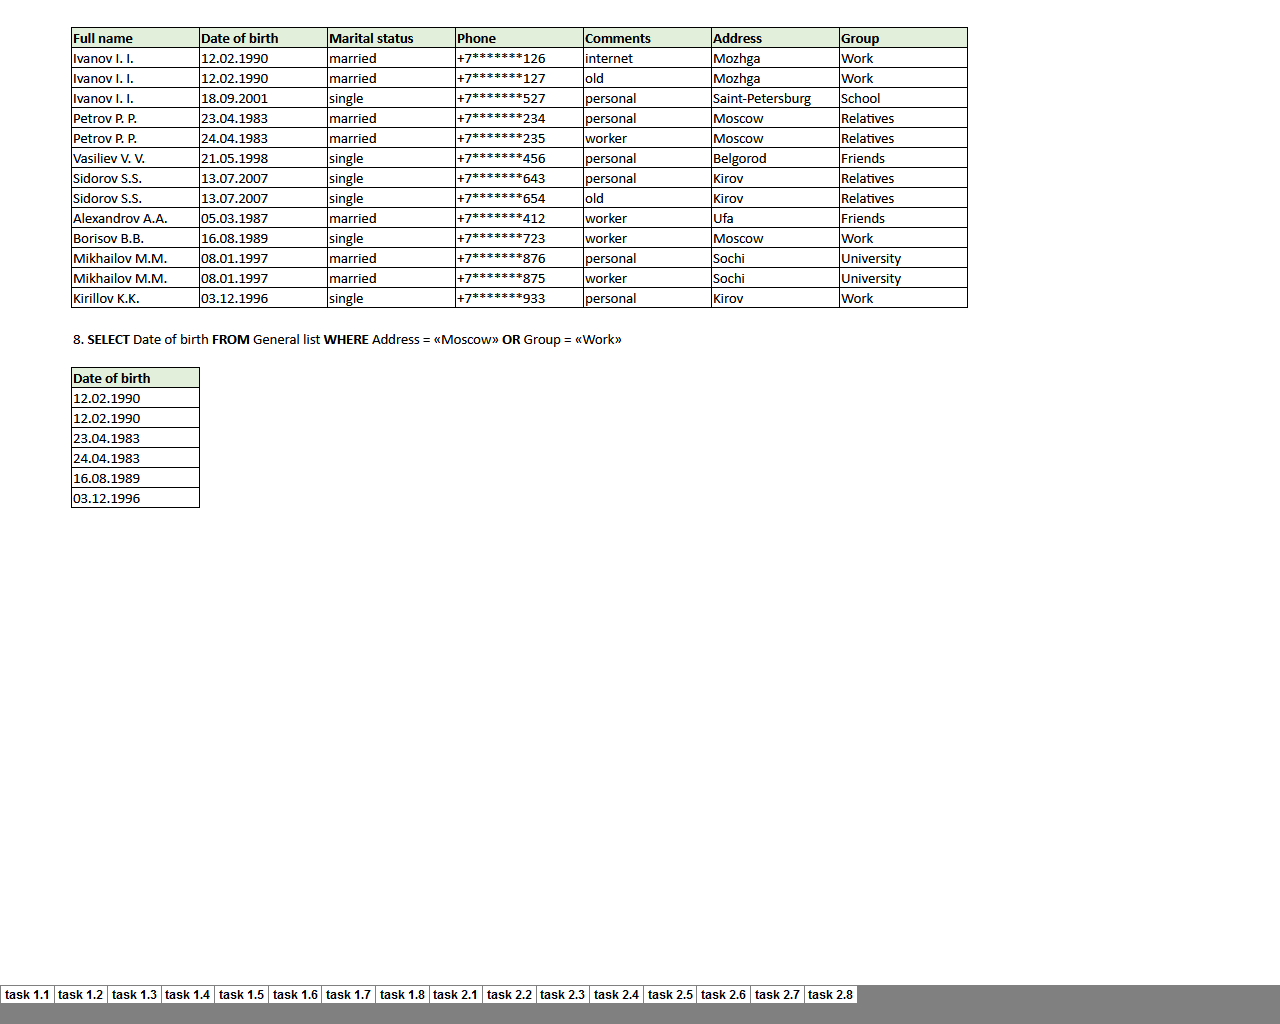 Full name Date of birth Marital status Phone Comments Address Group
Ivanov I. I. 12.02.1990 married +7*******126 internet Mozhga Work
Ivanov I. I. 12.02.1990 married +7*******127 old Mozhga Work
Ivanov I. I. 18.09.2001 single +7*******527 personal Saint-Petersburg School
Petrov P. P. 23.04.1983 married +7*******234 personal Moscow Relatives
Petrov P. P. 24.04.1983 married +7*******235 worker Moscow Relatives
Vasiliev V. V. 21.05.1998 single +7*******456 personal Belgorod Friends
Sidorov S.S. 13.07.2007 single +7*******643 personal Kirov Relatives
Sidorov S.S. 13.07.2007 single +7*******654 old Kirov Relatives
Alexandrov A.A. 05.03.1987 married +7*******412 worker Ufa Friends
Borisov B.B. 16.08.1989 single +7*******723 worker Moscow Work
Mikhailov M.M. 08.01.1997 married +7*******876 personal Sochi University
Mikhailov M.M. 08.01.1997 married +7*******875 worker Sochi University
Kirillov K.K. 03.12.1996 single +7*******933 personal Kirov Work
8. SELECT Date of birth FROM General list WHERE Address = «Moscow» OR Group = «Work»
Date of birth
12.02.1990
12.02.1990
23.04.1983
24.04.1983
16.08.1989
03.12.1996
task 1.1 task 1.2 task 1.3 task 1.4 task 1.5 task 1.6 task 1.7 task 1.8 task 2.1 task 2.2 task 2.3 task 2.4 task 2.5 task 2.6 task 2.7 task 2.8